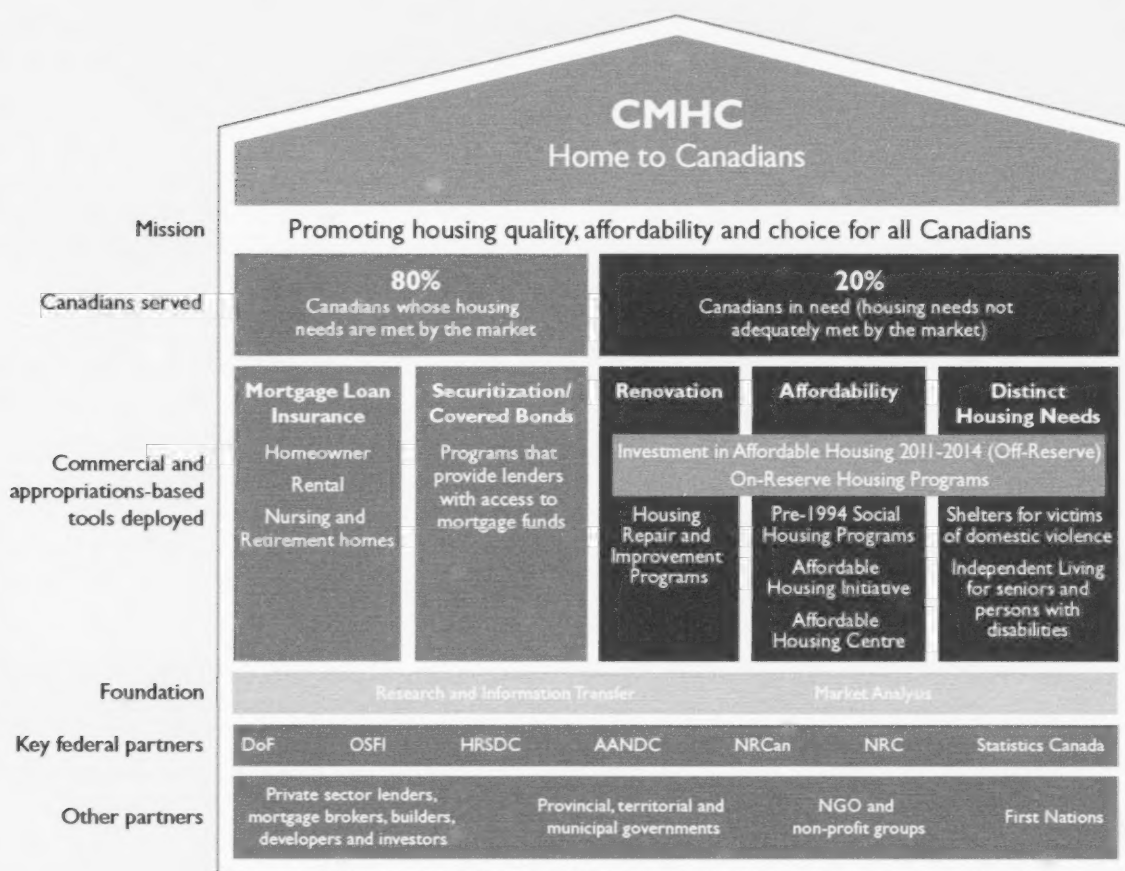 CMHC
Home to Canadians
Mission
Promoting housing quality, affordability and choice for all Canadians
Canadians served
80%
Canadians whose housing
needs are met by the market
20%
Canadians in need (housing needs not
adequately met by the market)
Commercial and
appropriations-based
tools deployed
Mortgage Loan
Insurance
Homeowner
Rental
Nursing and
Retirement homes
Securitization/
Covered Bonds
Programs that
provide lenders
with access to
mortgage funds
Renovation
Affordability
Distinct
Housing Needs
Investment in Affordable Housing 2011-2014 (Off-Reserve)
On-Reserve Housing Programs
Housing
Repair and
Improvement
Programs
Pre-1994 Social
Housing Programs
Affordable
Housing Initiative
Affordable
Housing Centre
Shelters for victims
of domestic violence
Independent Living
for seniors and
persons with
disabilities
Foundation
Research and Information Transfer
Market Analysis
Key federal partners
DoF OSFI HRSDC AANDC NRCan NRC Statistics Canada
Other partners
Private sector lenders,
mortgage brokers, builders,
developers and investors
Provincial, territorial and
municipal governments
NGO and
non-profit groups
First Nations